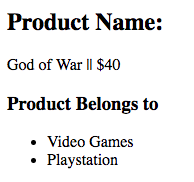 Product Name:
God of War || $40
Product Belongs to
Video Games
Playstation